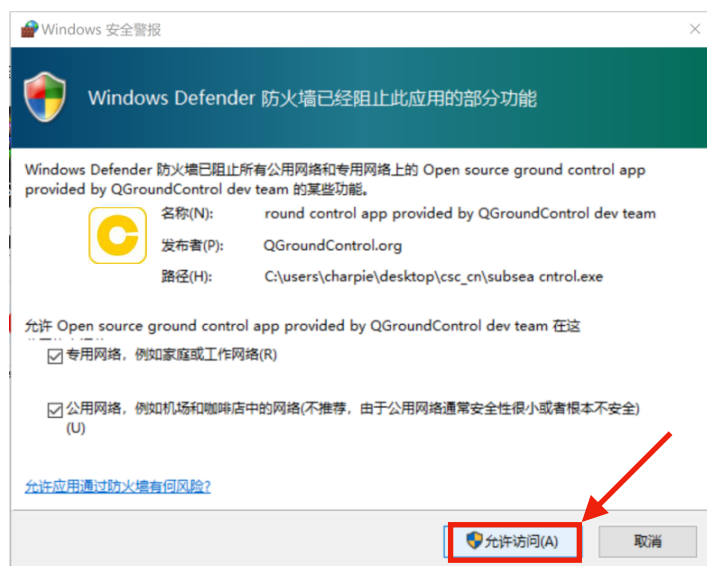 Windows 安全警报
Windows Defender 防火墙已经阻止此应用的部分功能
Windows Defender 防火墙已阻止所有公用网络和专用网络上的 Open source ground control app
provided by QGroundControl dev team 的某些功能。
名称(N): round control app provided by QGroundControl dev team
发布者(P): QGroundControl.org
路径(H): C:\users\charpie\desktop\csc_cn\subsea cntrol.exe
允许 Open source ground control app provided by QGroundControl dev team 在这
专用网络，例如家庭或工作网络(R)
公用网络，例如机场和咖啡店中的网络(不推荐，由于公用网络通常安全性很小或者根本不安全)
(U)
允许应用通过防火墙有何风险?
允许访问(A) 取消